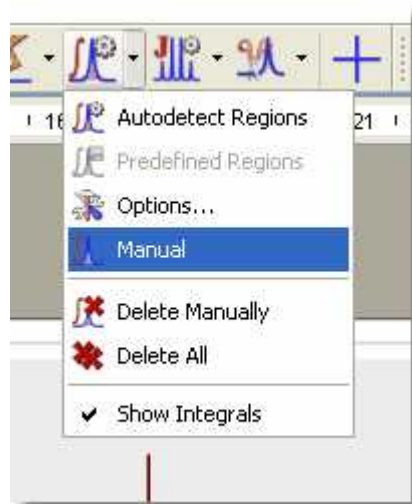 16
21
Autodetect Regions
Predefined Regions
Options...
Manual
Delete Manually
Delete All
Show Integrals